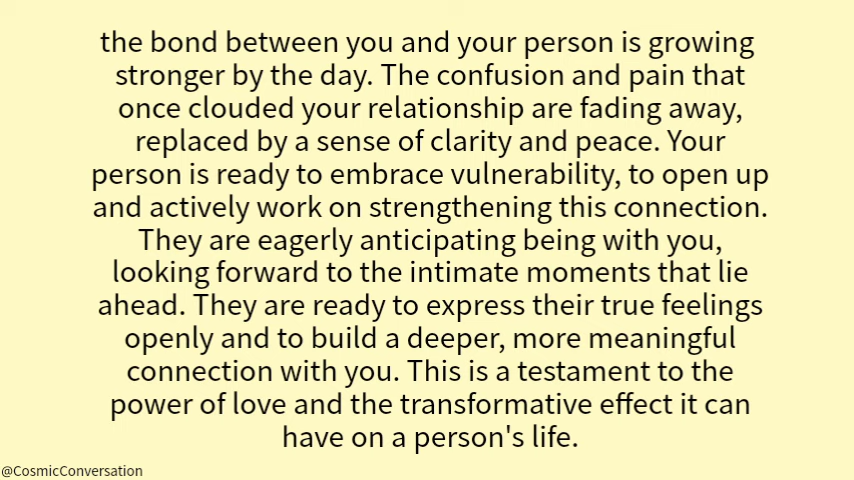 the bond between you and your person is growing
stronger by the day. The confusion and pain that
once clouded your relationship are fading away,
replaced by a sense of clarity and peace. Your
person is ready to embrace vulnerability, to open up
and actively work on strengthening this connection.
They are eagerly anticipating being with you,
looking forward to the intimate moments that lie
ahead. They are ready to express their true feelings
openly and to build a deeper, more meaningful
connection with you. This is a testament to the
power of love and the transformative effect it can
have on a person's life.
@CosmicConversation